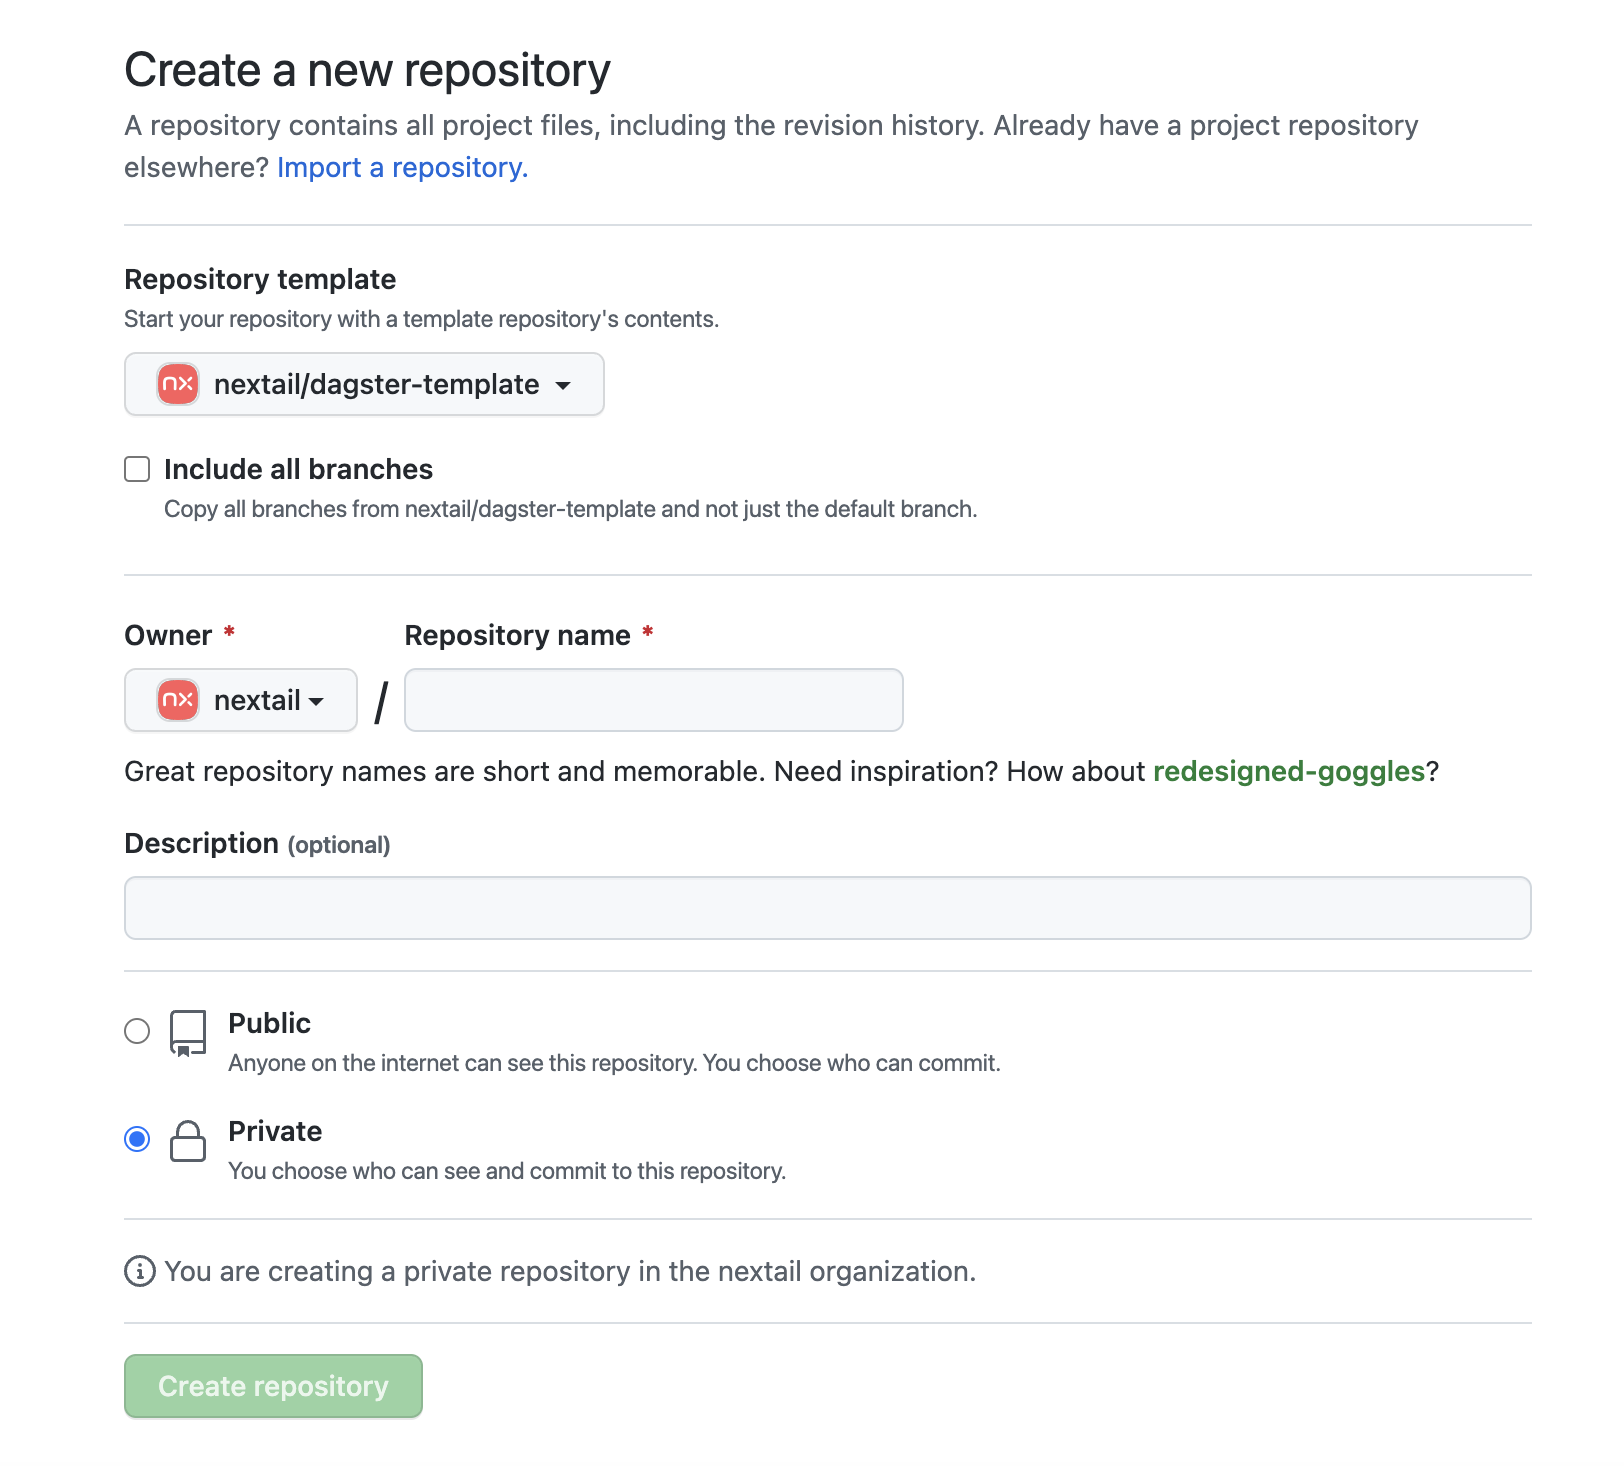 Create a new repository
A repository contains all project files, including the revision history. Already have a project repository
elsewhere? Import a repository.
Repository template
Start your repository with a template repository's contents.
nx nextail/dagster-template
Include all branches
Copy all branches from nextail/dagster-template and not just the default branch.
Owner * Repository name *
nx nextail /
Great repository names are short and memorable. Need inspiration? How about redesigned-goggles?
Description (optional)
Public
Anyone on the internet can see this repository. You choose who can commit.
Private
You choose who can see and commit to this repository.
You are creating a private repository in the nextail organization.
Create repository